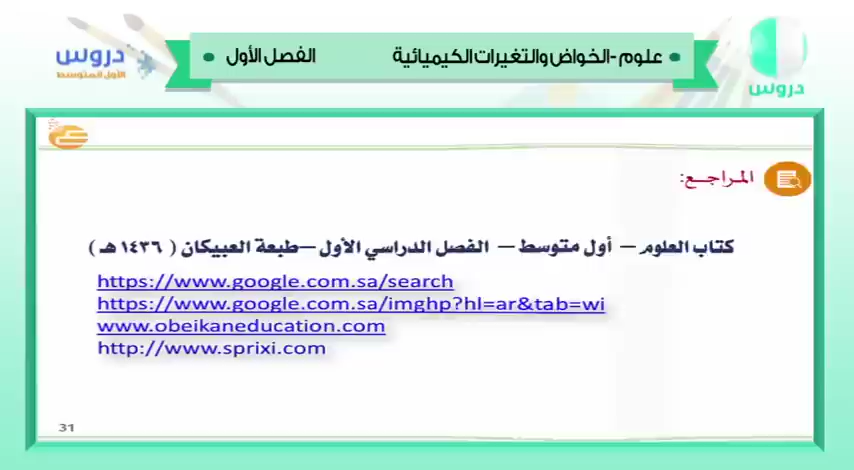 دروس
الأول المتوسط
علوم -الخواض والتغيرات الكيميائية
الفصل الأول
دروس
المراجع:
كتاب العلوم – أول متوسط – الفصل الدراسي الأول – طبعة العبيكان ( ١٤٣٦ هـ )
https://www.google.com.sa/search
https://www.google.com.sa/imghp?hl=ar&tab=wi
www.obeikaneducation.com
http://www.sprixi.com
31